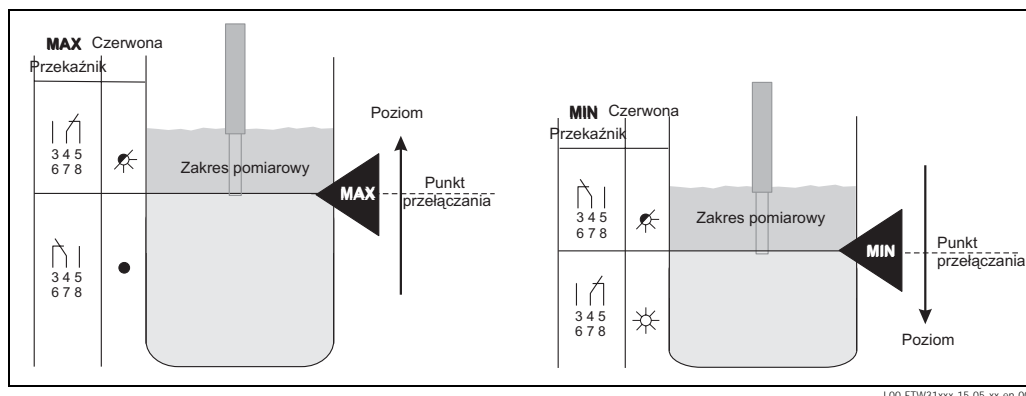 MAX Czerwona
Przekaźnik
3 4 5
6 7 8
3 4 5
6 7 8
Zakres pomiarowy
MAX
Poziom
Punkt
przełączania
MIN Czerwona
Przekaźnik
3 4 5
6 7 8
3 4 5
6 7 8
Zakres pomiarowy
MIN
Punkt
przełączania
Poziom